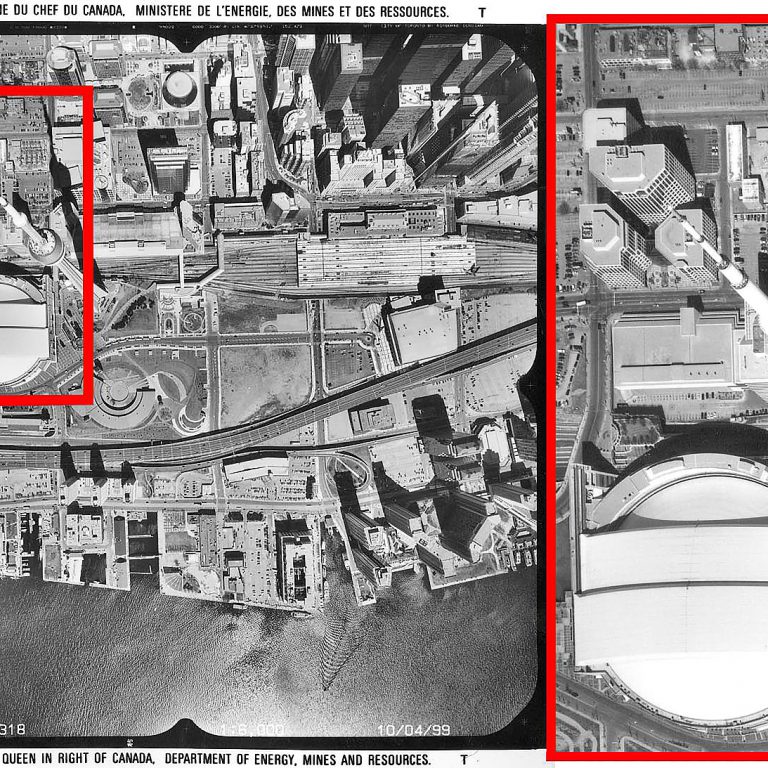 E DU CHEF DU CANADA, MINISTERE DE L'ENERGIE, DES MINES ET DES RESSOURCES. T
318 1:6,000 10/04/99
QUEEN IN RIGHT OF CANADA, DEPARTMENT OF ENERGY, MINES AND RESOURCES. T